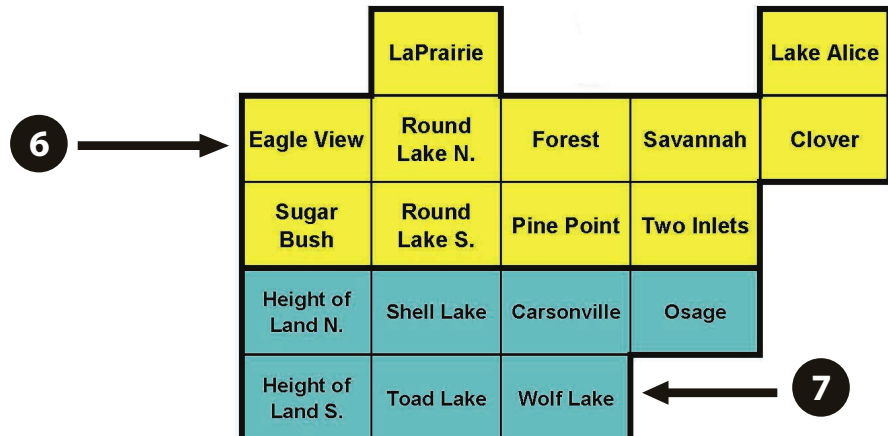 LaPrairie
Lake Alice
6
Eagle View
Round
Lake N.
Forest
Savannah
Clover
Sugar
Bush
Round
Lake S.
Pine Point
Two Inlets
Height of
Land N.
Shell Lake
Carsonville
Osage
Height of
Land S.
Toad Lake
Wolf Lake
7